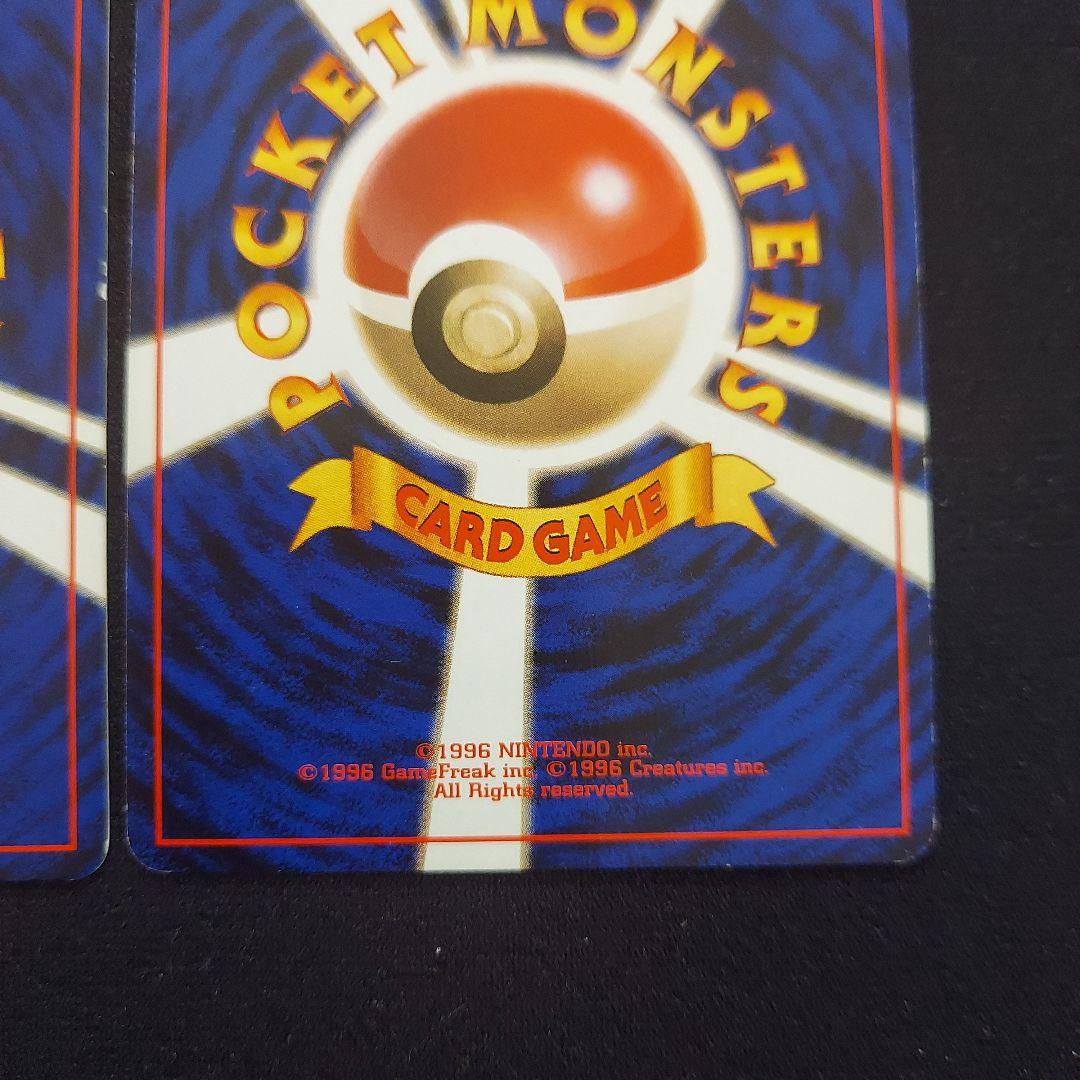 POCKET MONSTERS
CARD GAME
©1996 NINTENDO inc.
©1996 GameFreak inc. ©1996 Creatures inc.
All Rights reserved.